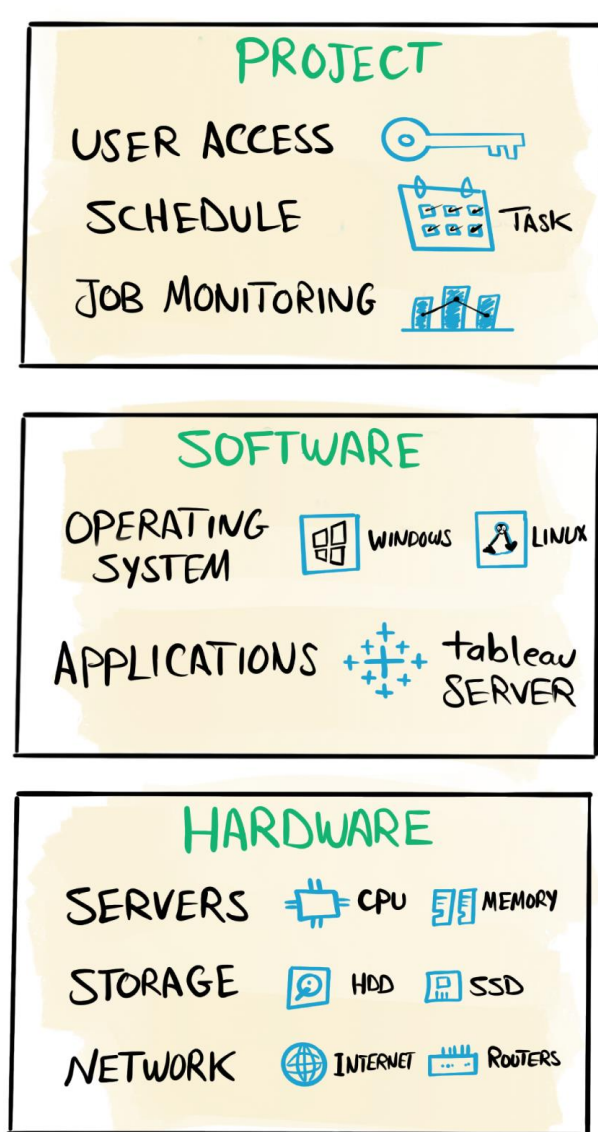 PROJECT
USER ACCESS
SCHEDULE TASK
JOB MONITORING
SOFTWARE
OPERATING SYSTEM WINDOWS LINUX
APPLICATIONS tableau SERVER
HARDWARE
SERVERS CPU MEMORY
STORAGE HDD SSD
NETWORK INTERNET ROUTERS